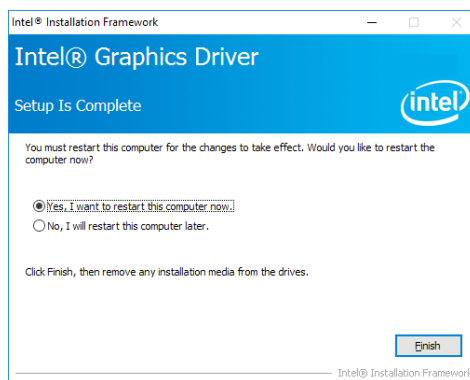 Intel® Installation Framework
Intel® Graphics Driver
Setup Is Complete
intel
You must restart this computer for the changes to take effect. Would you like to restart the
computer now?
Yes, I want to restart this computer now.
No, I will restart this computer later.
Click Finish, then remove any installation media from the drives.
Finish
Intel® Installation Framework